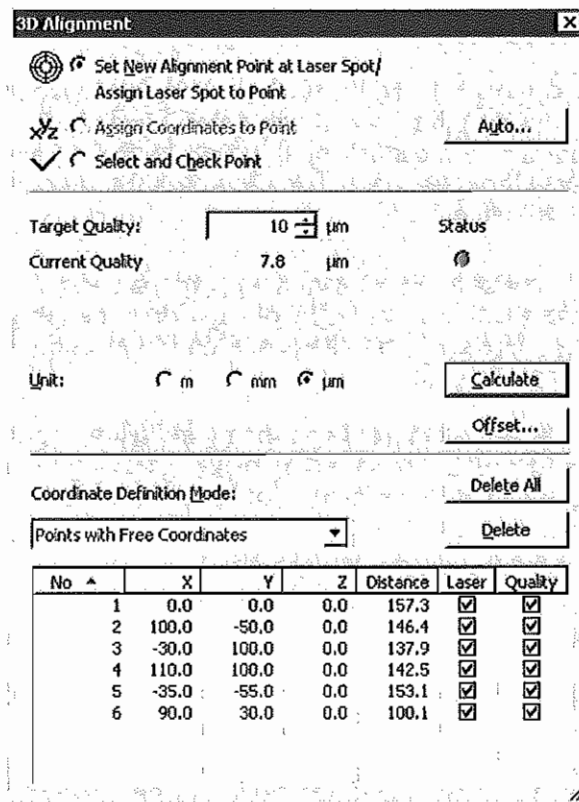 3D Alignment
Set New Alignment Point at Laser Spot/
Assign Laser Spot to Point
xyz Assign Coordinates to Point
Auto...
Select and Check Point
Target Quality: 10 µm Status
Current Quality 7.8 µm
Unit: m mm µm Calculate
Offset...
Coordinate Definition Mode: Delete All
Points with Free Coordinates Delete
No X Y Z Distance Laser Quality
1 0.0 0.0 0.0 157.3
2 100.0 -50.0 0.0 146.4
3 -30.0 100.0 0.0 137.9
4 110.0 100.0 0.0 142.5
5 -35.0 -55.0 0.0 153.1
6 90.0 30.0 0.0 100.1